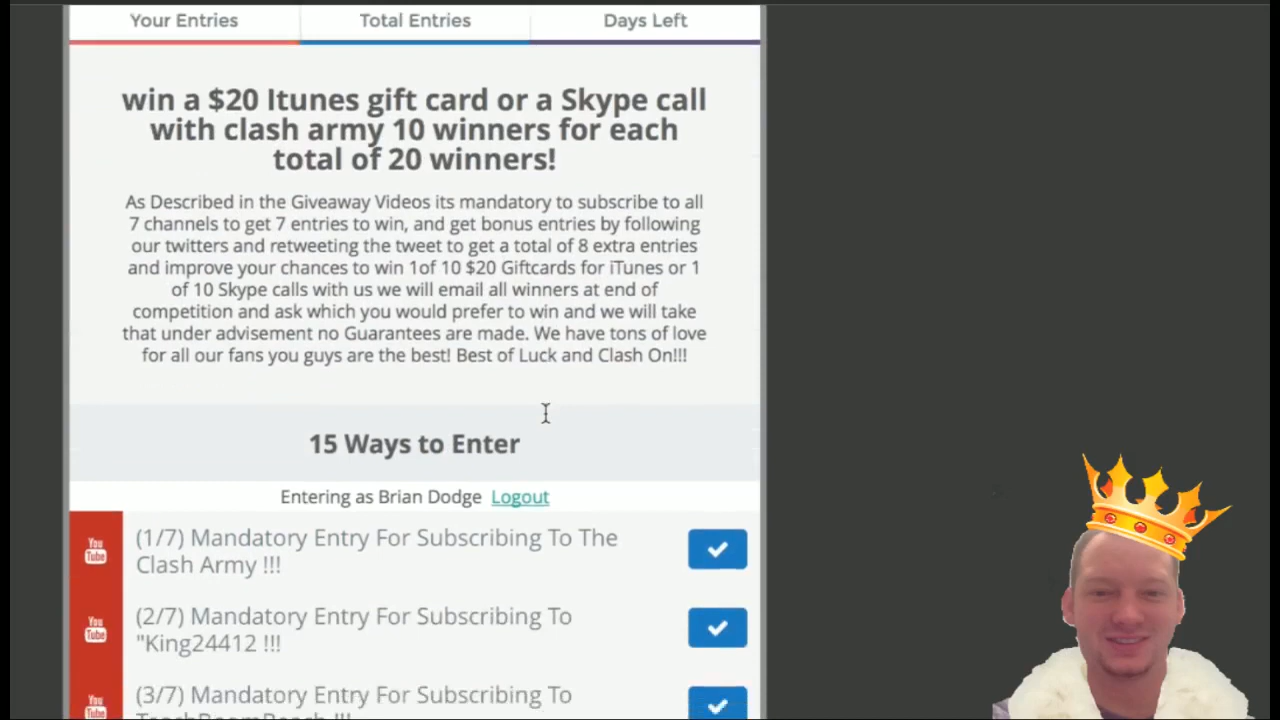 Your Entries
Total Entries
Days Left
win a $20 Itunes gift card or a Skype call
with clash army 10 winners for each
total of 20 winners!
As Described in the Giveaway Videos its mandatory to subscribe to all
7 channels to get 7 entries to win, and get bonus entries by following
our twitters and retweeting the tweet to get a total of 8 extra entries
and improve your chances to win 1of 10 $20 Giftcards for iTunes or 1
of 10 Skype calls with us we will email all winners at end of
competition and ask which you would prefer to win and we will take
that under advisement no Guarantees are made. We have tons of love
for all our fans you guys are the best! Best of Luck and Clash On!!!
15 Ways to Enter
Entering as Brian Dodge Logout
You Tube
(1/7) Mandatory Entry For Subscribing To The
Clash Army !!!
You Tube
(2/7) Mandatory Entry For Subscribing To
"King24412 !!!
You Tube
(3/7) Mandatory Entry For Subscribing To
!!!